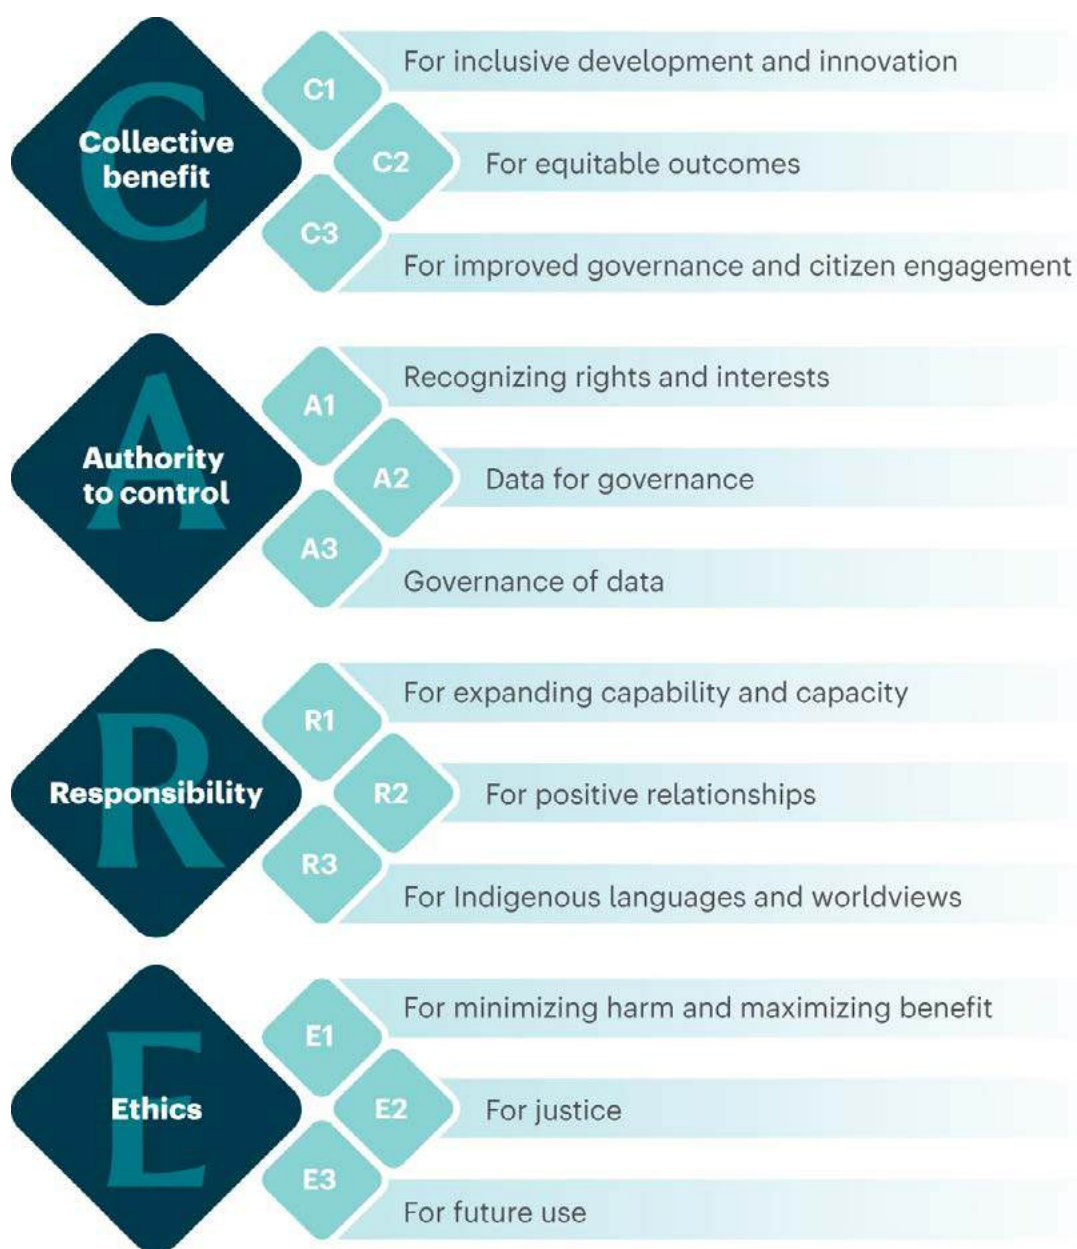 C
Collective
benefit
C1
For inclusive development and innovation
C2
For equitable outcomes
C3
For improved governance and citizen engagement
A
Authority
to control
A1
Recognizing rights and interests
A2
Data for governance
A3
Governance of data
R
Responsibility
R1
For expanding capability and capacity
R2
For positive relationships
R3
For Indigenous languages and worldviews
E
Ethics
E1
For minimizing harm and maximizing benefit
E2
For justice
E3
For future use